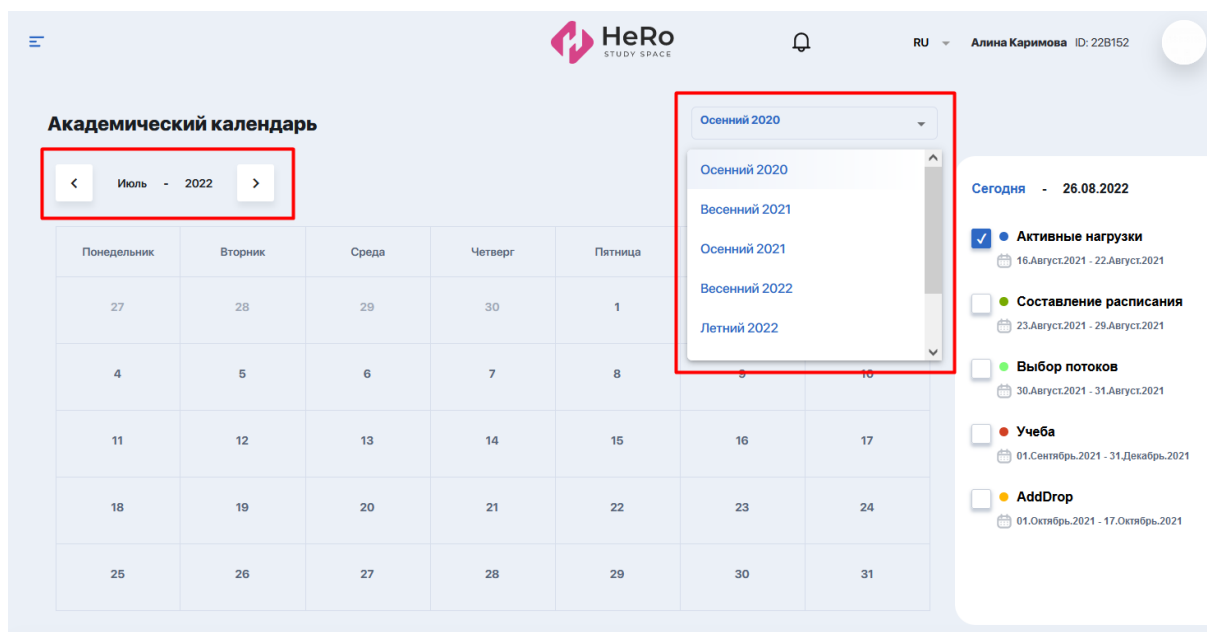 HeRo
STUDY SPACE
RU
Алина Каримова ID: 22B152
Академический календарь
Осенний 2020
Июль - 2022
Осенний 2020
Весенний 2021
Осенний 2021
Весенний 2022
Летний 2022
Понедельник Вторник Среда Четверг Пятница
27 28 29 30 1
4 5 6 7 8 9 10
11 12 13 14 15 16 17
18 19 20 21 22 23 24
25 26 27 28 29 30 31
Сегодня - 26.08.2022
Активные нагрузки
16.Август.2021 - 22.Август.2021
Составление расписания
23.Август.2021 - 29.Август.2021
Выбор потоков
30.Август.2021 - 31.Август.2021
Учеба
01.Сентябрь.2021 - 31.Декабрь.2021
AddDrop
01.Октябрь.2021 - 17.Октябрь.2021